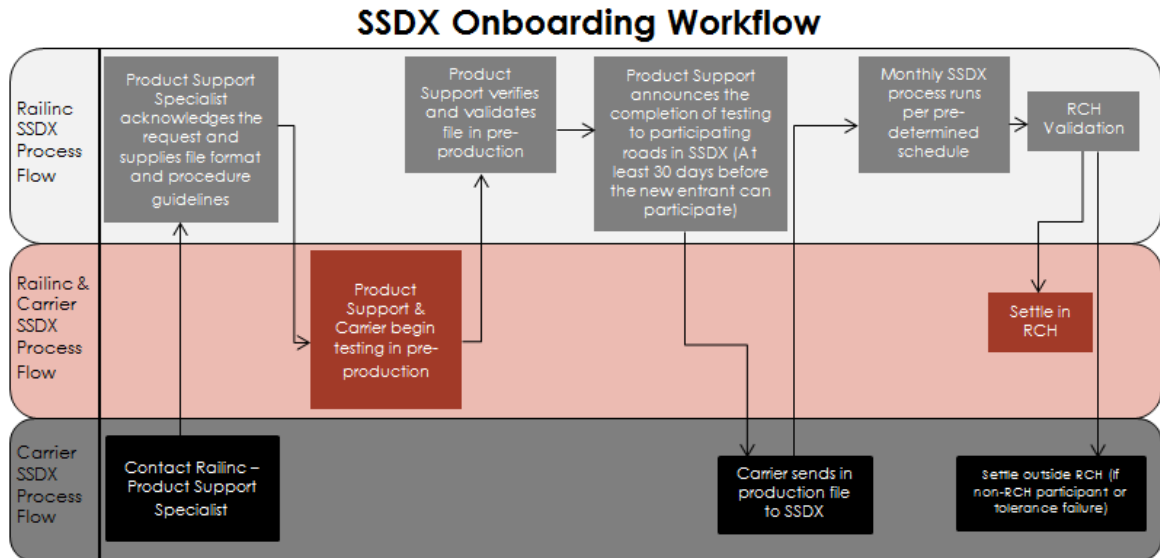 SSDX Onboarding Workflow
Railinc
SSDX
Process
Flow
Product Support
Specialist
acknowledges the
request and
supplies file format
and procedure
guidelines
Product
Support verifies
and validates
file in pre-
production
Product Support
announces the
completion of testing
to participating
roads in SSDX (At
least 30 days before
the new entrant can
participate)
Monthly SSDX
process runs
per pre-
determined
schedule
RCH
Validation
Railinc &
Carrier
SSDX
Process
Flow
Product
Support &
Carrier begin
testing in pre-
production
Settle in
RCH
Carrier
SSDX
Process
Flow
Contact Railinc –
Product Support
Specialist
Carrier sends in
production file
to SSDX
Settle outside RCH (If
non-RCH participant or
tolerance failure)